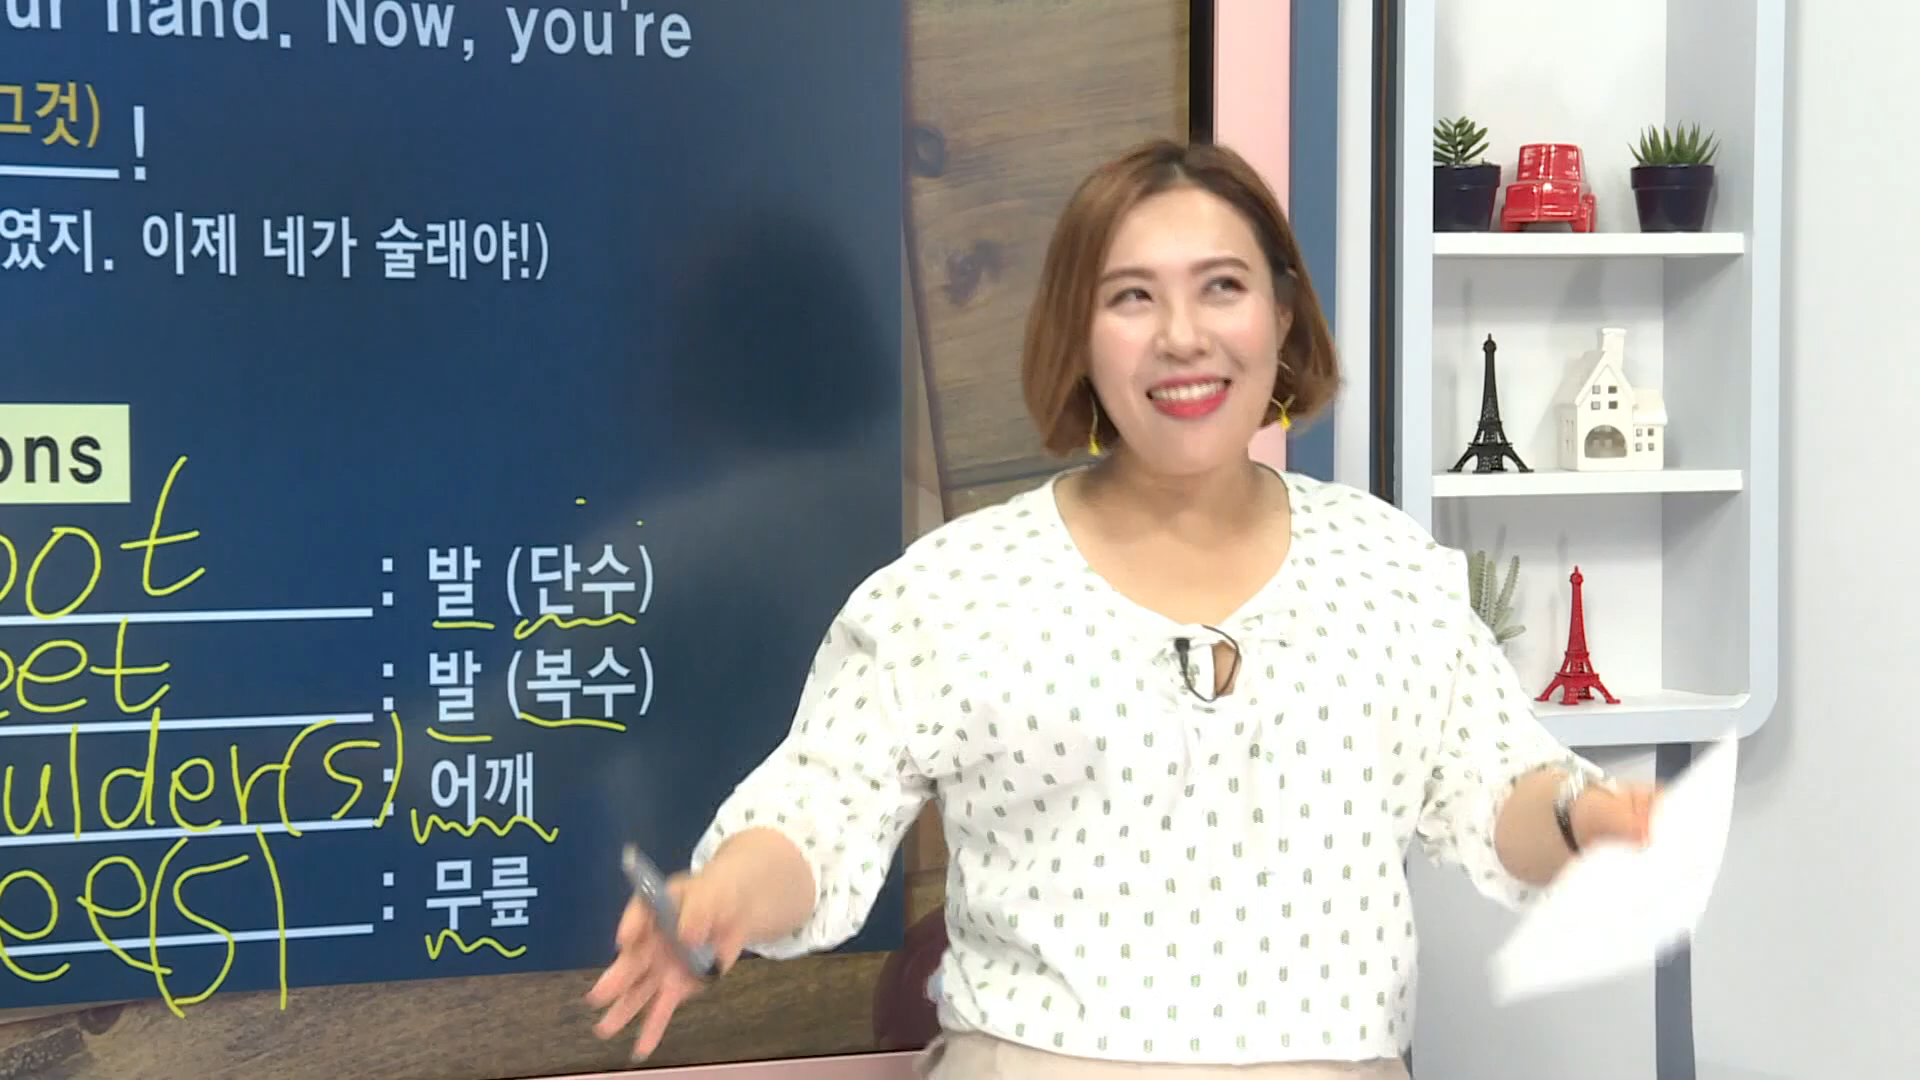 hand. Now, you're
그것) !
였지. 이제 네가 술래야!)
ons
oot : 발 (단수)
eet : 발 (복수)
ulder(s) : 어깨
ee(s) : 무릎